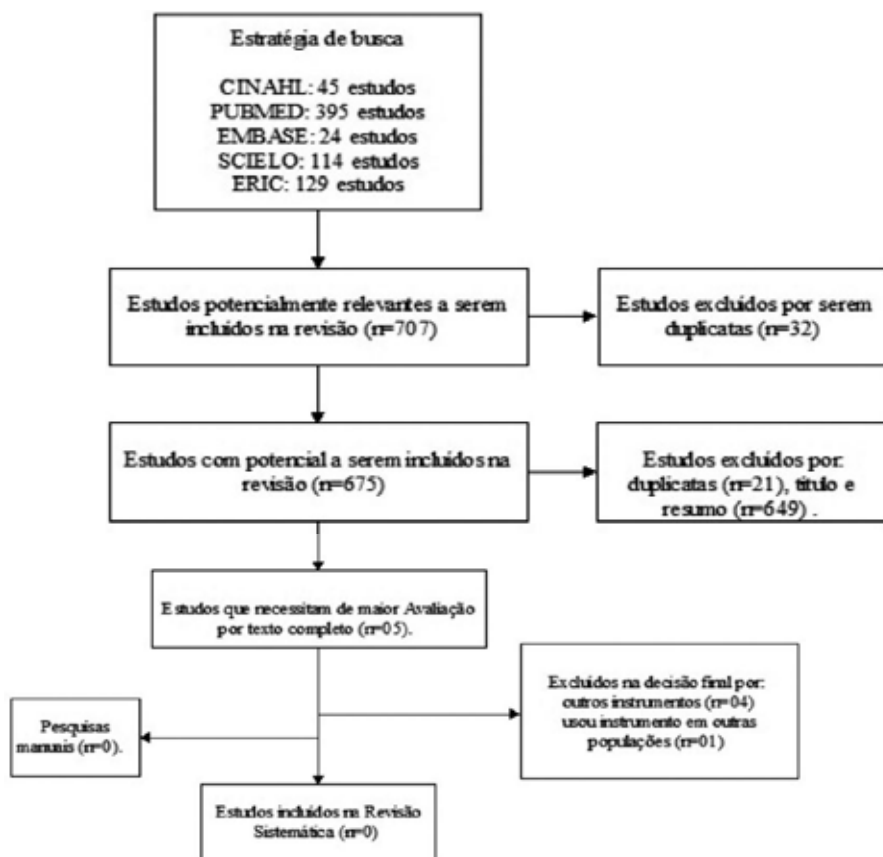 Estratégia de busca
CINAHL: 45 estudos
PUBMED: 395 estudos
EMBASE: 24 estudos
SCIELO: 114 estudos
ERIC: 129 estudos
Estudos potencialmente relevantes a serem
incluídos na revisão (n=707)
Estudos excluídos por serem
duplicatas (n=32)
Estudos com potencial a serem incluídos na
revisão (n=675)
Estudos excluídos por:
duplicatas (n=21), título e
resumo (n=649) .
Estudos que necessitam de maior Avaliação
por texto completo (n=05).
Excluídos na decisão final por:
outros instrumentos (n=04)
usou instrumento em outras
populações (n=01)
Pesquisas
manuais (n=0).
Estudos incluídos na Revisão
Sistemática (n=0)